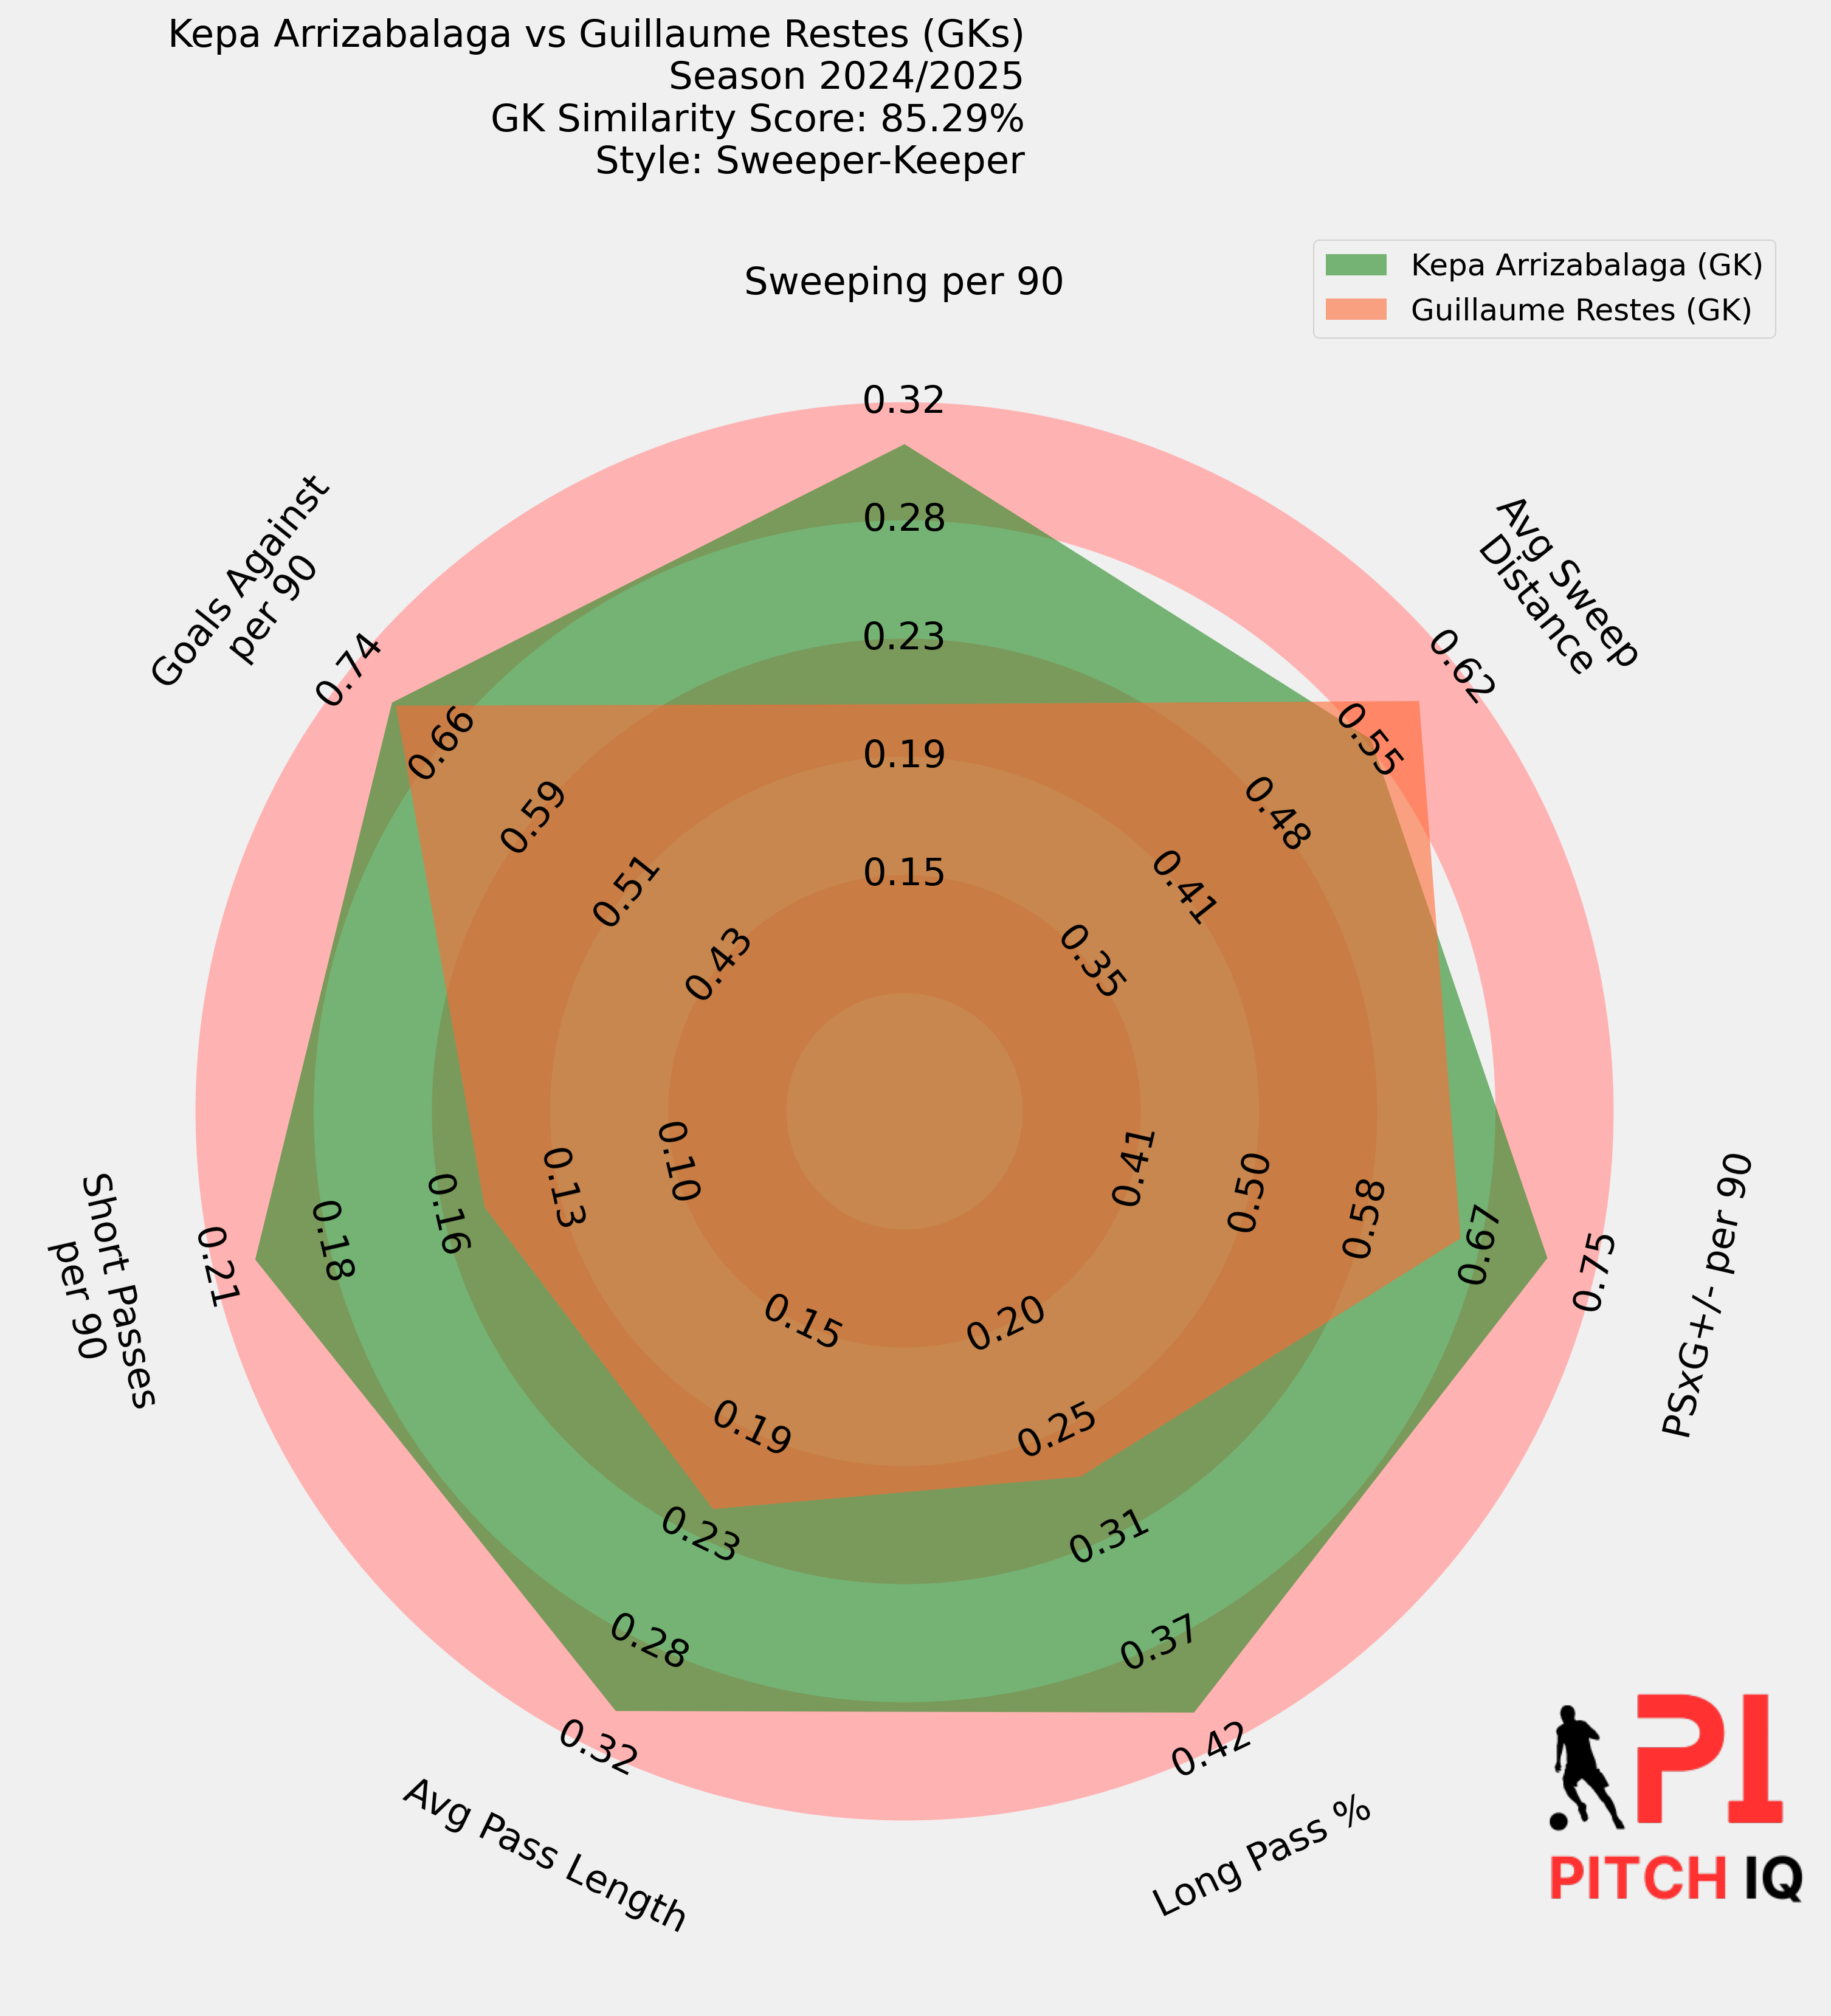 Kepa Arrizabalaga vs Guillaume Restes (GKs)
Season 2024/2025
GK Similarity Score: 85.29%
Style: Sweeper-Keeper
Kepa Arrizabalaga (GK)
Guillaume Restes (GK)
Sweeping per 90
0.32
0.28
0.23
0.19
0.15
Avg Sweep
Distance
0.62
0.55
0.48
0.41
0.35
PSxG+/- per 90
0.75
0.67
0.58
0.50
0.41
Long Pass %
0.42
0.37
0.31
0.25
0.20
Avg Pass Length
0.32
0.28
0.23
0.19
0.15
Short Passes
per 90
0.21
0.18
0.16
0.13
0.10
Goals Against
per 90
0.74
0.66
0.59
0.51
0.43
PI
PITCH IQ